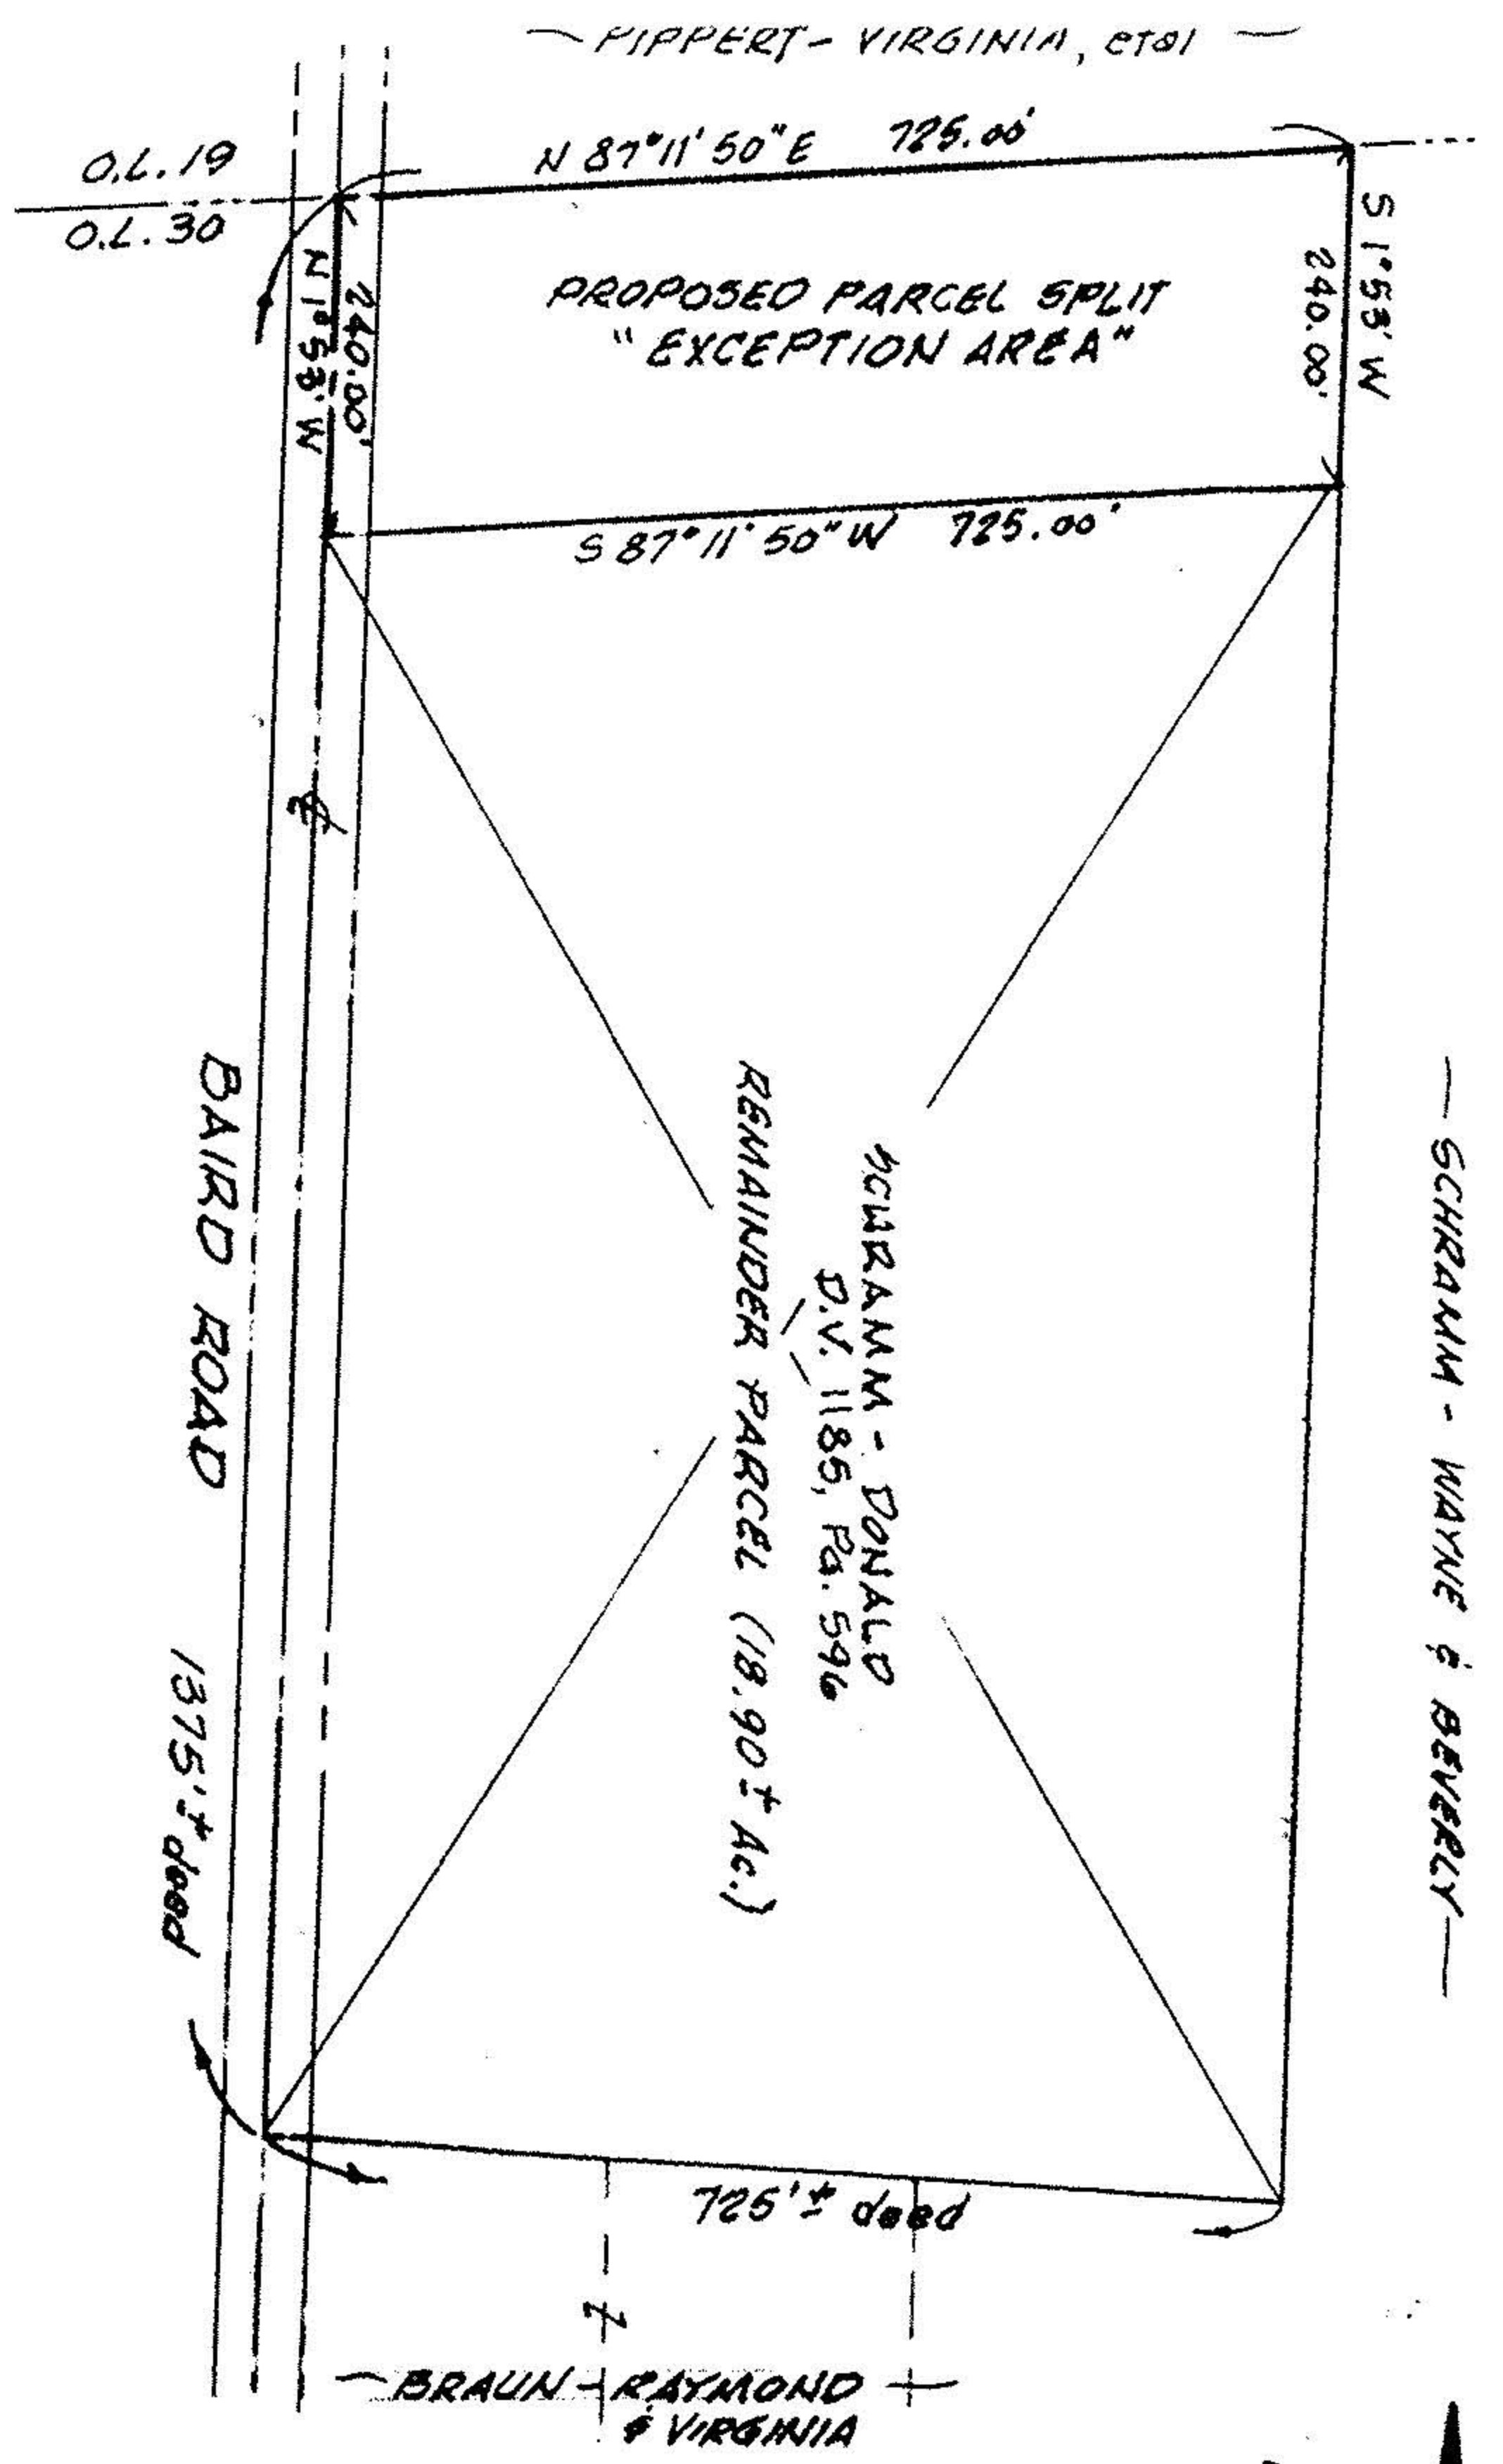 — PIPPERT - VIRGINIA, etal —
N 87°11'50"E 725.00'
O.L. 19
O.L. 30
N 1°53' W
240.00'
S 1°53' W
240.00'
PROPOSED PARCEL SPLIT
"EXCEPTION AREA"
S 87°11'50"W 725.00'
BAIRD ROAD
1375'± deed
SCHRAMM - DONALD
D.V. 1185, PG. 596
REMAINDER PARCEL (18.90± AC.)
— SCHRAMM - WAYNE & BEVERLY —
725'± deed
— BRAUN - RAYMOND —
& VIRGINIA